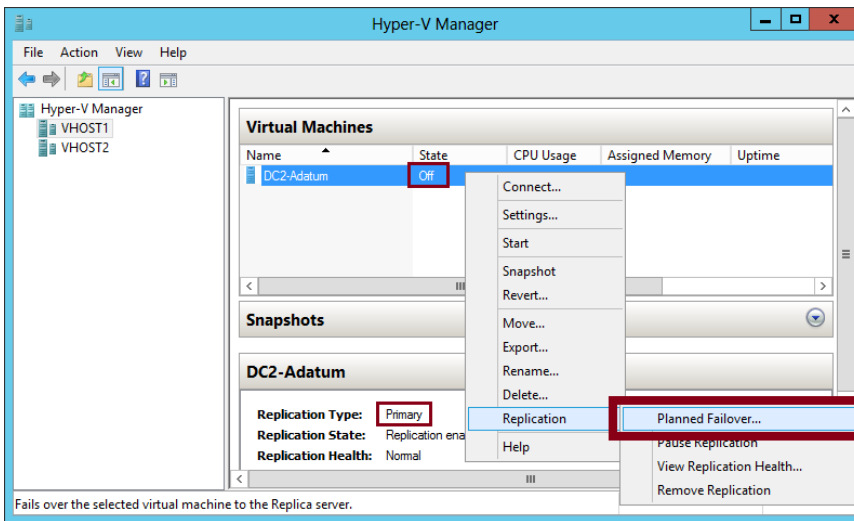 Hyper-V Manager
File Action View Help
Hyper-V Manager
VHOST1
VHOST2
Virtual Machines
Name State CPU Usage Assigned Memory Uptime
DC2-Adatum Off
Connect...
Settings...
Start
Snapshot
Revert...
Move...
Export...
Rename...
Delete...
Replication
Help
Planned Failover...
Pause Replication
View Replication Health...
Remove Replication
Snapshots
DC2-Adatum
Replication Type: Primary
Replication State: Replication ena
Replication Health: Normal
Fails over the selected virtual machine to the Replica server.